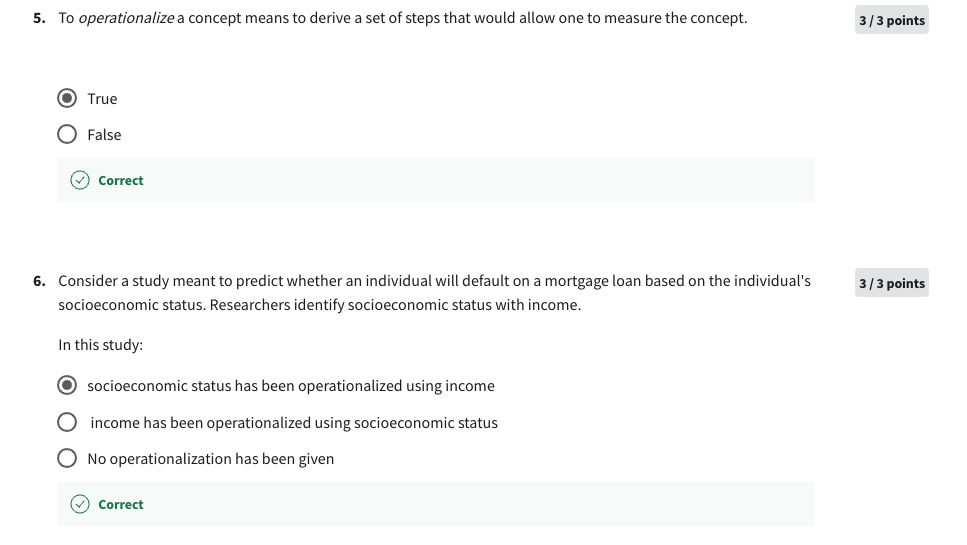 5. To operationalize a concept means to derive a set of steps that would allow one to measure the concept.
3 / 3 points
True
False
Correct
6. Consider a study meant to predict whether an individual will default on a mortgage loan based on the individual's
socioeconomic status. Researchers identify socioeconomic status with income.
3 / 3 points
In this study:
socioeconomic status has been operationalized using income
income has been operationalized using socioeconomic status
No operationalization has been given
Correct